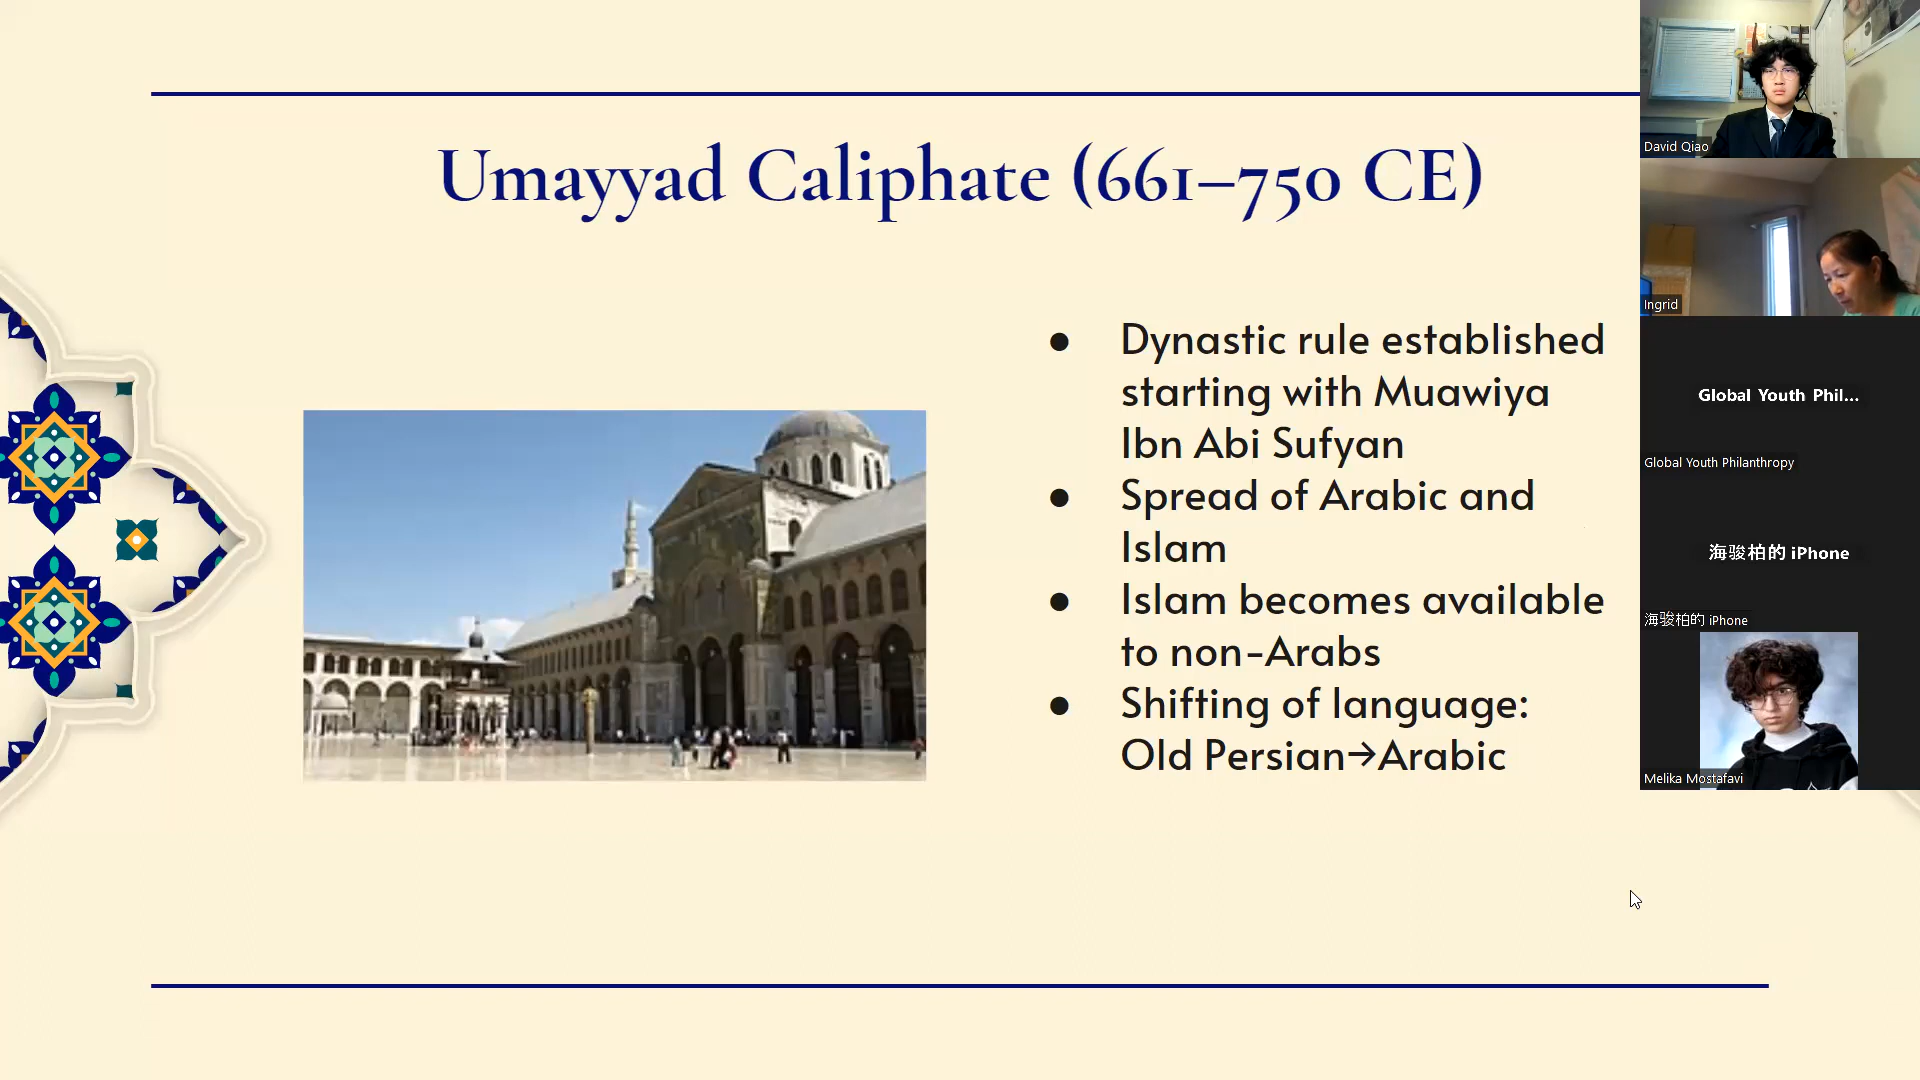 Umayyad Caliphate (661–750 CE)
● Dynastic rule established
starting with Muawiya
Ibn Abi Sufyan
● Spread of Arabic and
Islam
● Islam becomes available
to non-Arabs
● Shifting of language:
Old Persian→Arabic
David Qiao
Ingrid
Global Youth Phil...
Global Youth Philanthropy
海骏柏的 iPhone
海骏柏的 iPhone
Melika Mostafavi